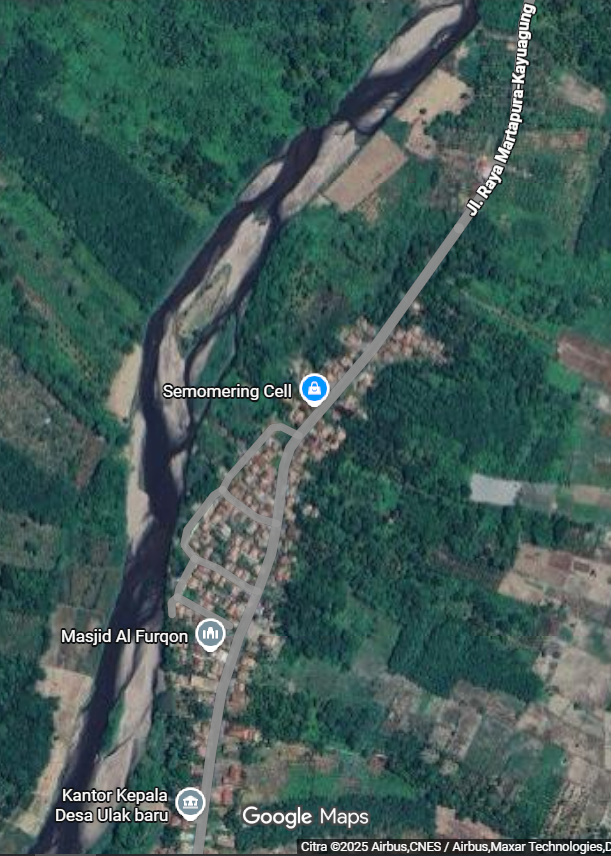 Jl. Raya Martapura-Kayuagung
Semomering Cell
Masjid Al Furqon
Kantor Kepala
Desa Ulak baru
Google Maps
Citra ©2025 Airbus,CNES / Airbus,Maxar Technologies,D